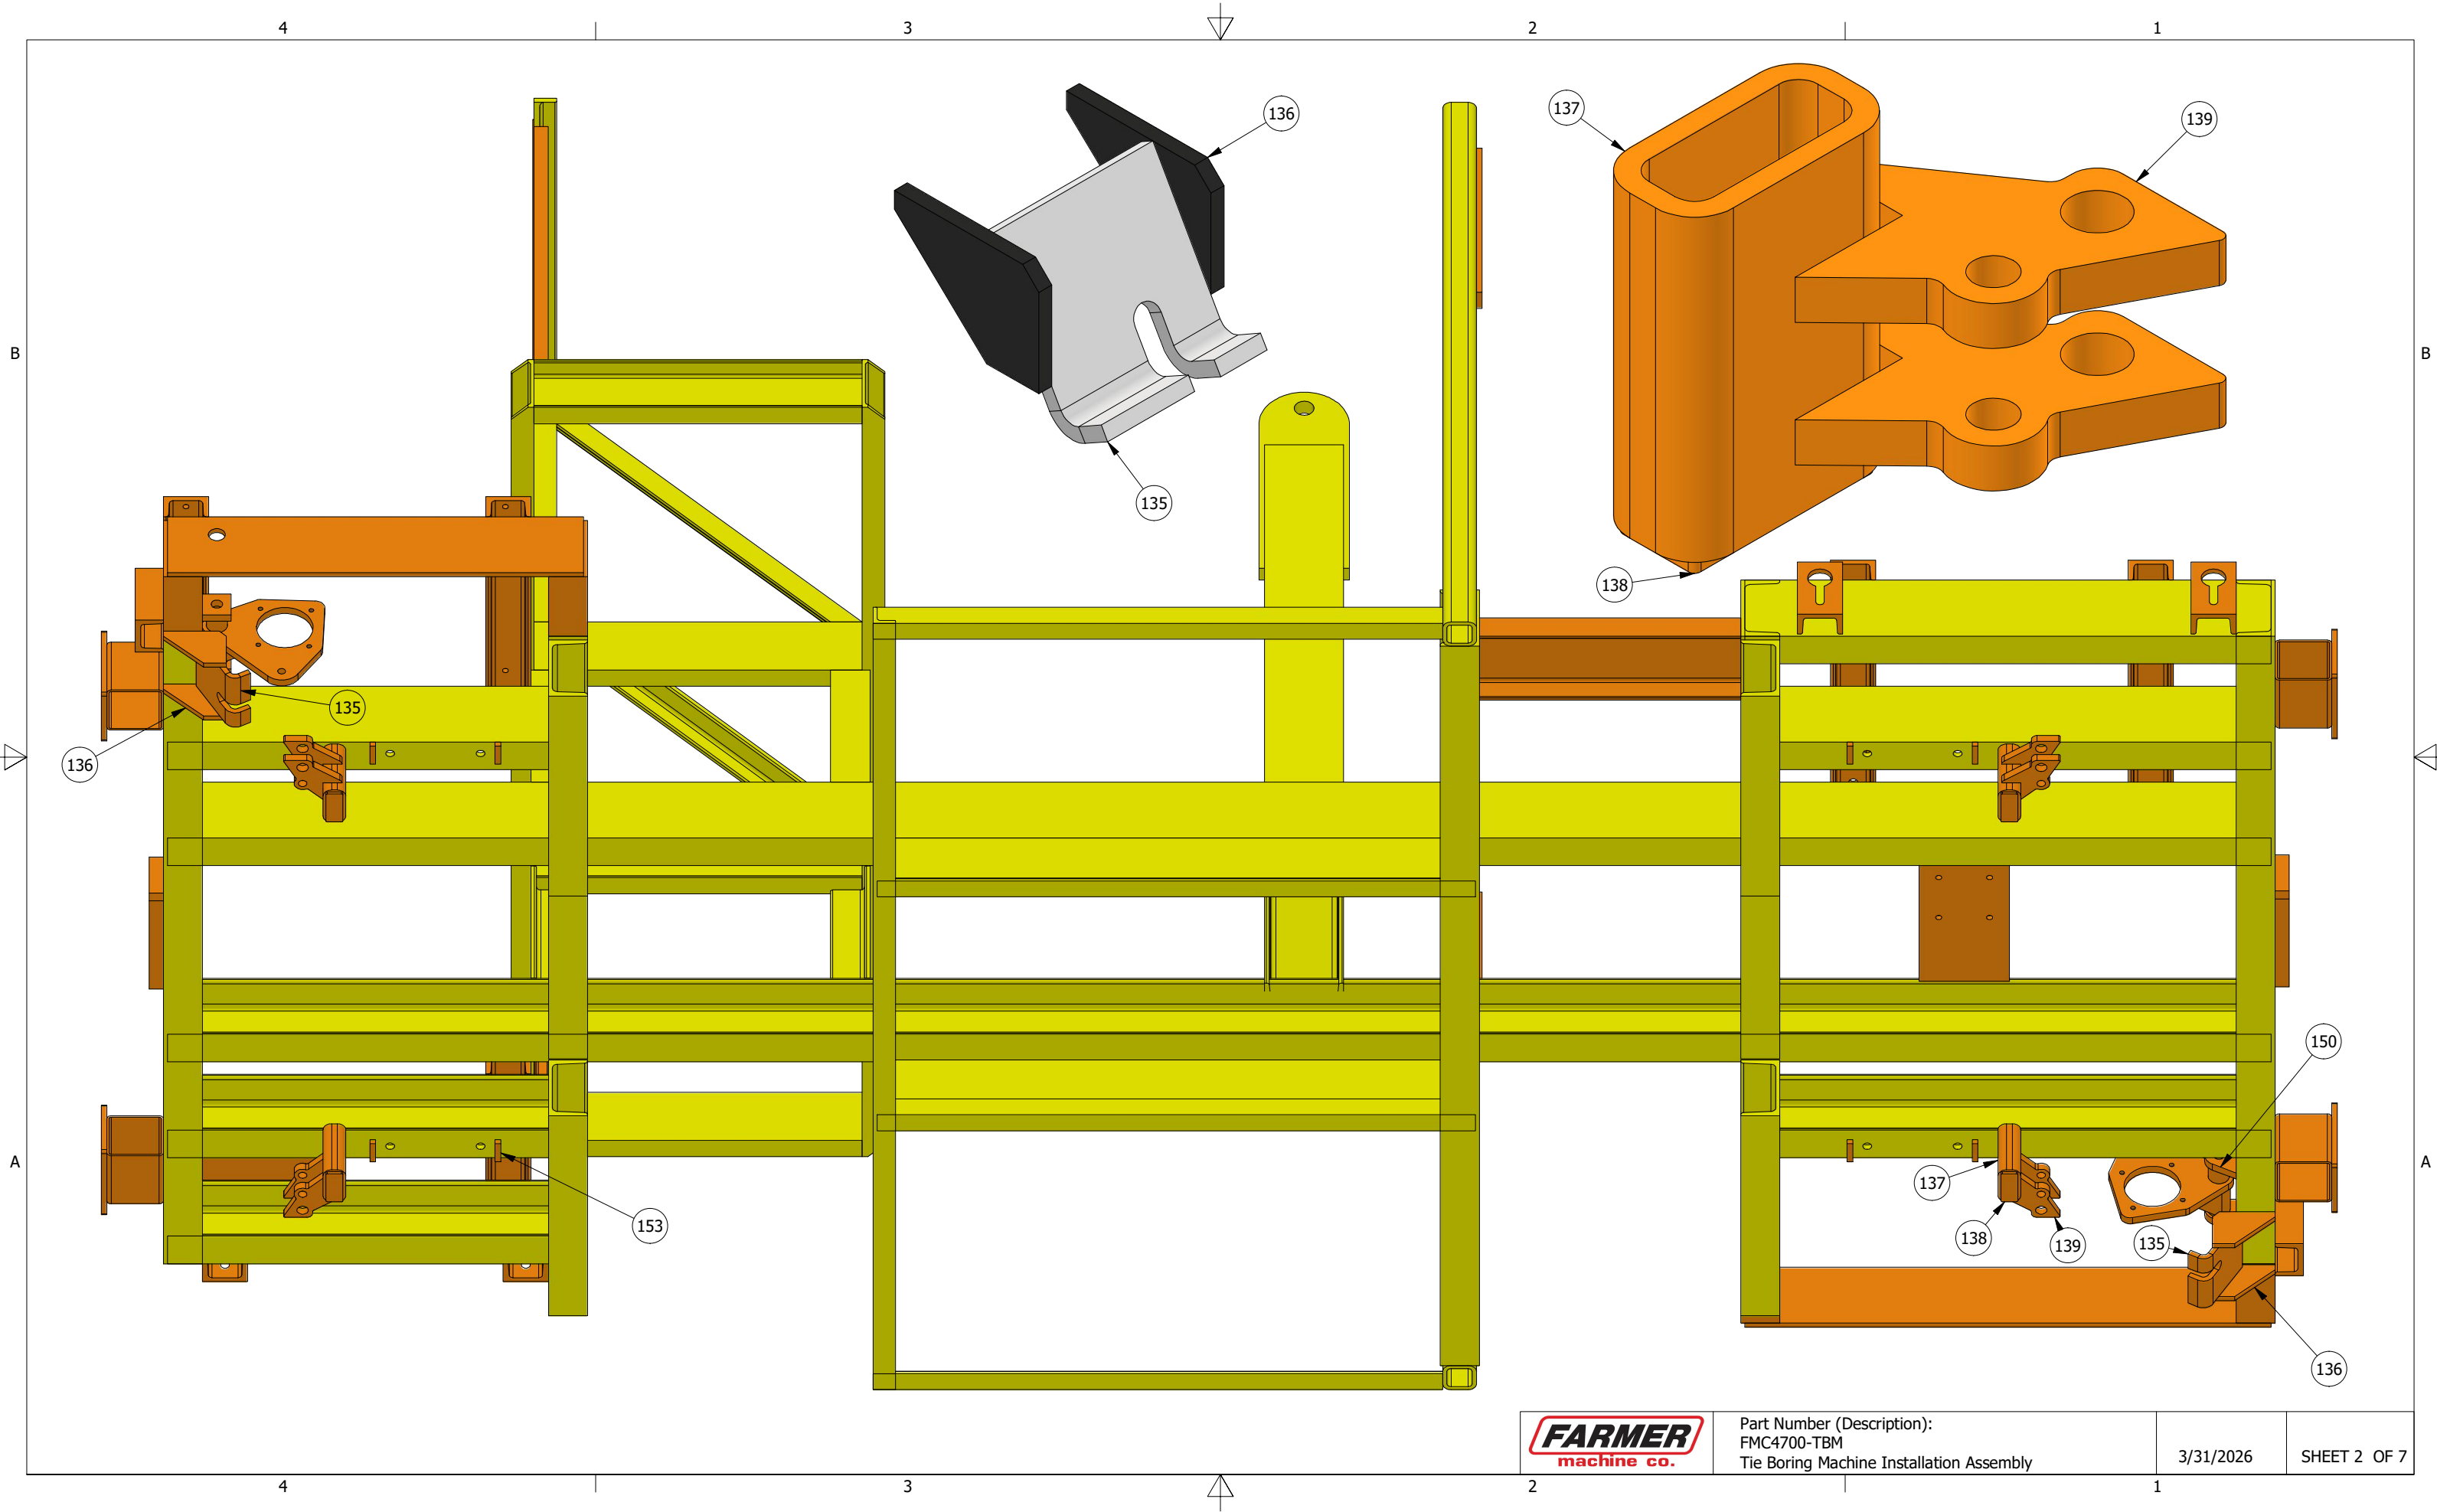 4 3 2 1
136
137
139
135
138
B B
135
136
150
A A
137
153
138
139
135
136
FARMER
machine co.
Part Number (Description):
FMC4700-TBM
Tie Boring Machine Installation Assembly
3/31/2026
SHEET 2 OF 7
4 3 2 1